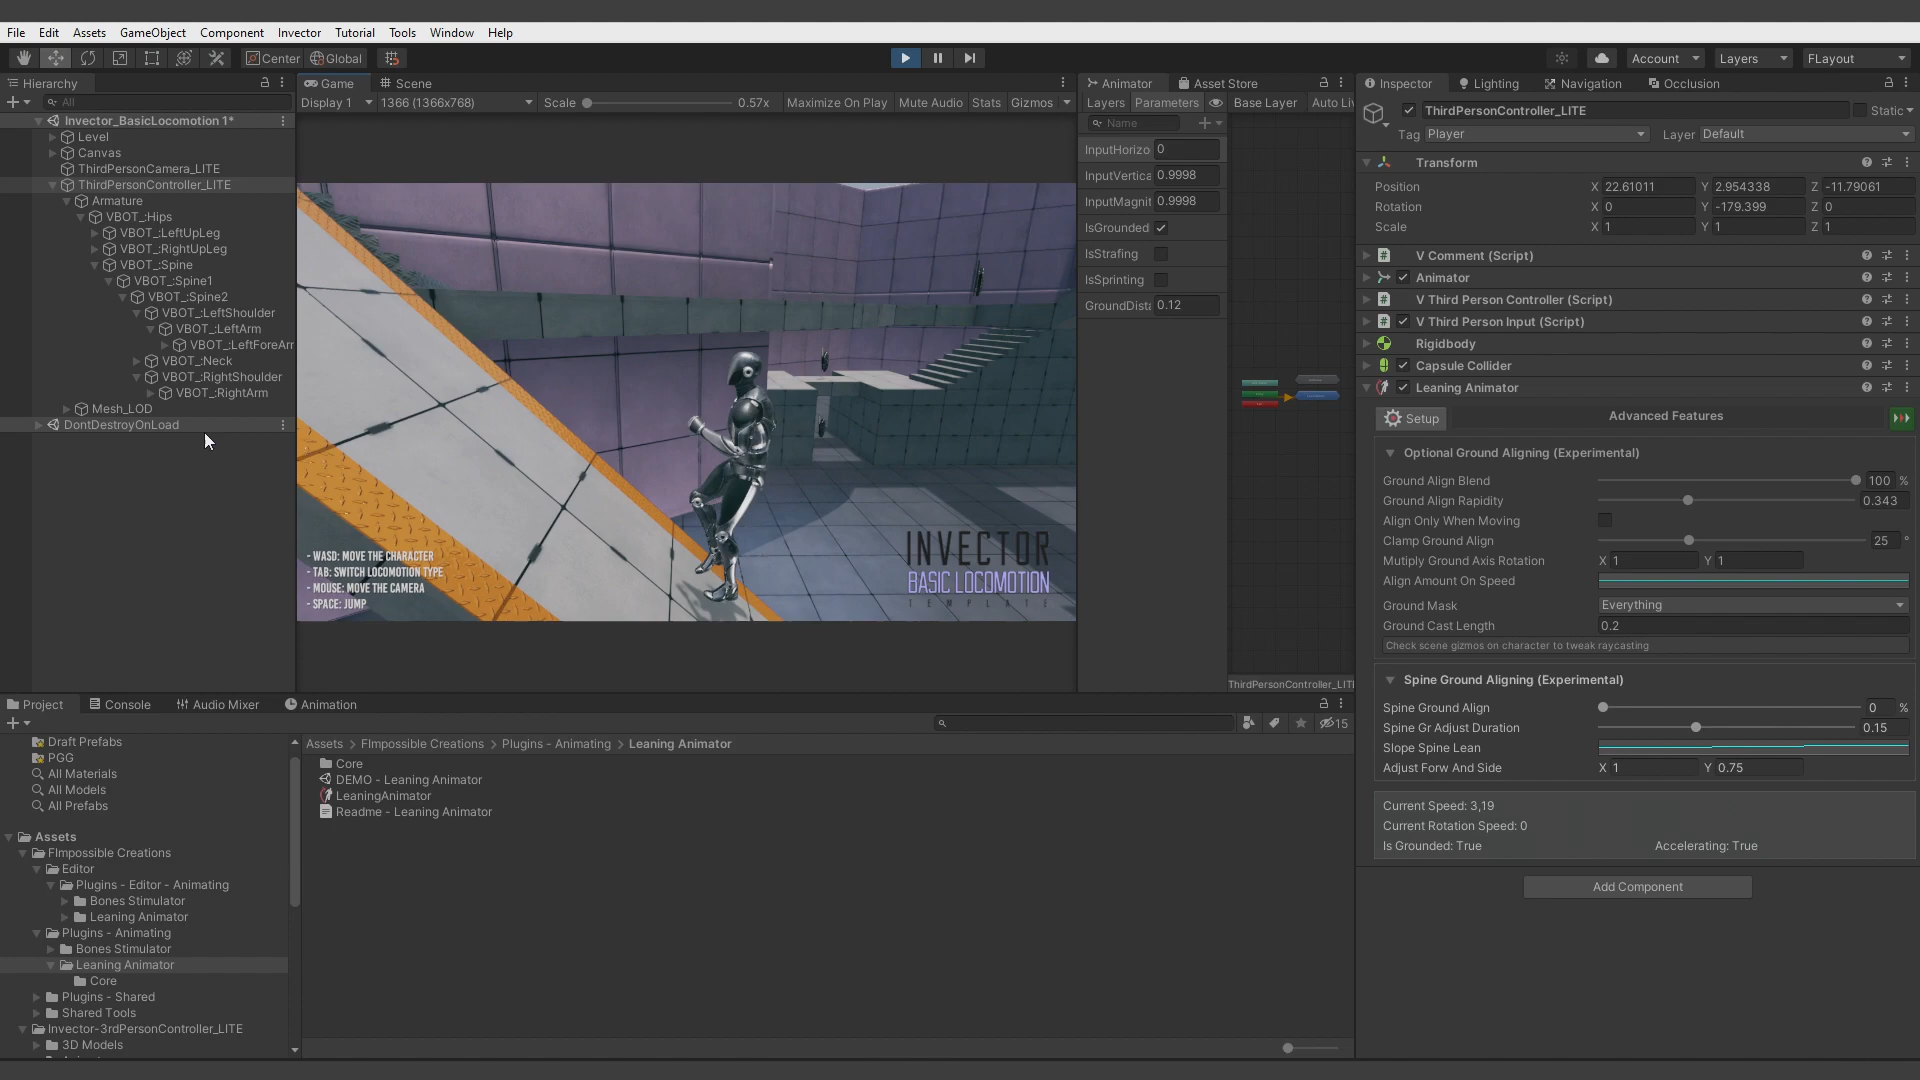 File Edit Assets GameObject Component Invector Tutorial Tools Window Help
Center Global
Account Layers FLayout
Hierarchy
All
Invector_BasicLocomotion 1*
Level
Canvas
ThirdPersonCamera_LITE
ThirdPersonController_LITE
Armature
VBOT_:Hips
VBOT_:LeftUpLeg
VBOT_:RightUpLeg
VBOT_:Spine
VBOT_:Spine1
VBOT_:Spine2
VBOT_:LeftShoulder
VBOT_:LeftArm
VBOT_:LeftForeArr
VBOT_:Neck
VBOT_:RightShoulder
VBOT_:RightArm
Mesh_LOD
DontDestroyOnLoad
Game Scene
Display 1 1366 (1366x768) Scale 0.57x Maximize On Play Mute Audio Stats Gizmos
- WASD: MOVE THE CHARACTER
- TAB: SWITCH LOCOMOTION TYPE
- MOUSE: MOVE THE CAMERA
- SPACE: JUMP
INVECTOR
BASIC LOCOMOTION
TEMPLATE
Animator Asset Store
Layers Parameters Base Layer Auto Liv
Name
InputHorizo 0
InputVertica 0.9998
InputMagnit 0.9998
IsGrounded
IsStrafing
IsSprinting
GroundDista 0.12
ThirdPersonController_LIT
Inspector Lighting Navigation Occlusion
ThirdPersonController_LITE Static
Tag Player Layer Default
Transform
Position X 22.61011 Y 2.954338 Z -11.79061
Rotation X 0 Y -179.399 Z 0
Scale X 1 Y 1 Z 1
V Comment (Script)
Animator
V Third Person Controller (Script)
V Third Person Input (Script)
Rigidbody
Capsule Collider
Leaning Animator
Setup Advanced Features
Optional Ground Aligning (Experimental)
Ground Align Blend 100 %
Ground Align Rapidity 0.343
Align Only When Moving
Clamp Ground Align 25 °
Mutiply Ground Axis Rotation X 1 Y 1
Align Amount On Speed
Ground Mask Everything
Ground Cast Length 0.2
Check scene gizmos on character to tweak raycasting
Spine Ground Aligning (Experimental)
Spine Ground Align 0 %
Spine Gr Adjust Duration 0.15
Slope Spine Lean
Adjust Forw And Side X 1 Y 0.75
Current Speed: 3,19
Current Rotation Speed: 0
Is Grounded: True Accelerating: True
Add Component
Project Console Audio Mixer Animation
15
Draft Prefabs
PGG
All Materials
All Models
All Prefabs
Assets
FImpossible Creations
Editor
Plugins - Editor - Animating
Bones Stimulator
Leaning Animator
Plugins - Animating
Bones Stimulator
Leaning Animator
Core
Plugins - Shared
Shared Tools
Invector-3rdPersonController_LITE
3D Models
Assets > FImpossible Creations > Plugins - Animating > Leaning Animator
Core
DEMO - Leaning Animator
LeaningAnimator
Readme - Leaning Animator